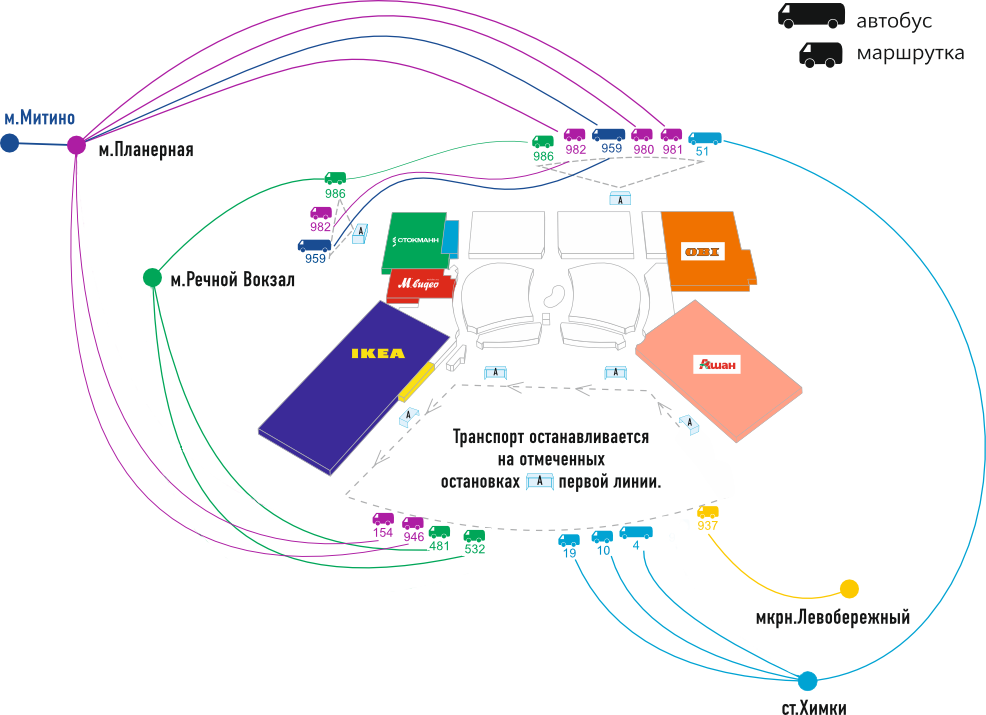 автобус
маршрутка
м.Митино
м.Планерная
986
982
959
980
981
51
A
986
982
A
959
СТОКМАНН
М видео
OBI
м.Речной Вокзал
IKEA
Ашан
A
A
A
A
Транспорт останавливается
на отмеченных
остановках A первой линии.
154
946
481
532
19
10
4
937
мкрн.Левобережный
ст.Химки